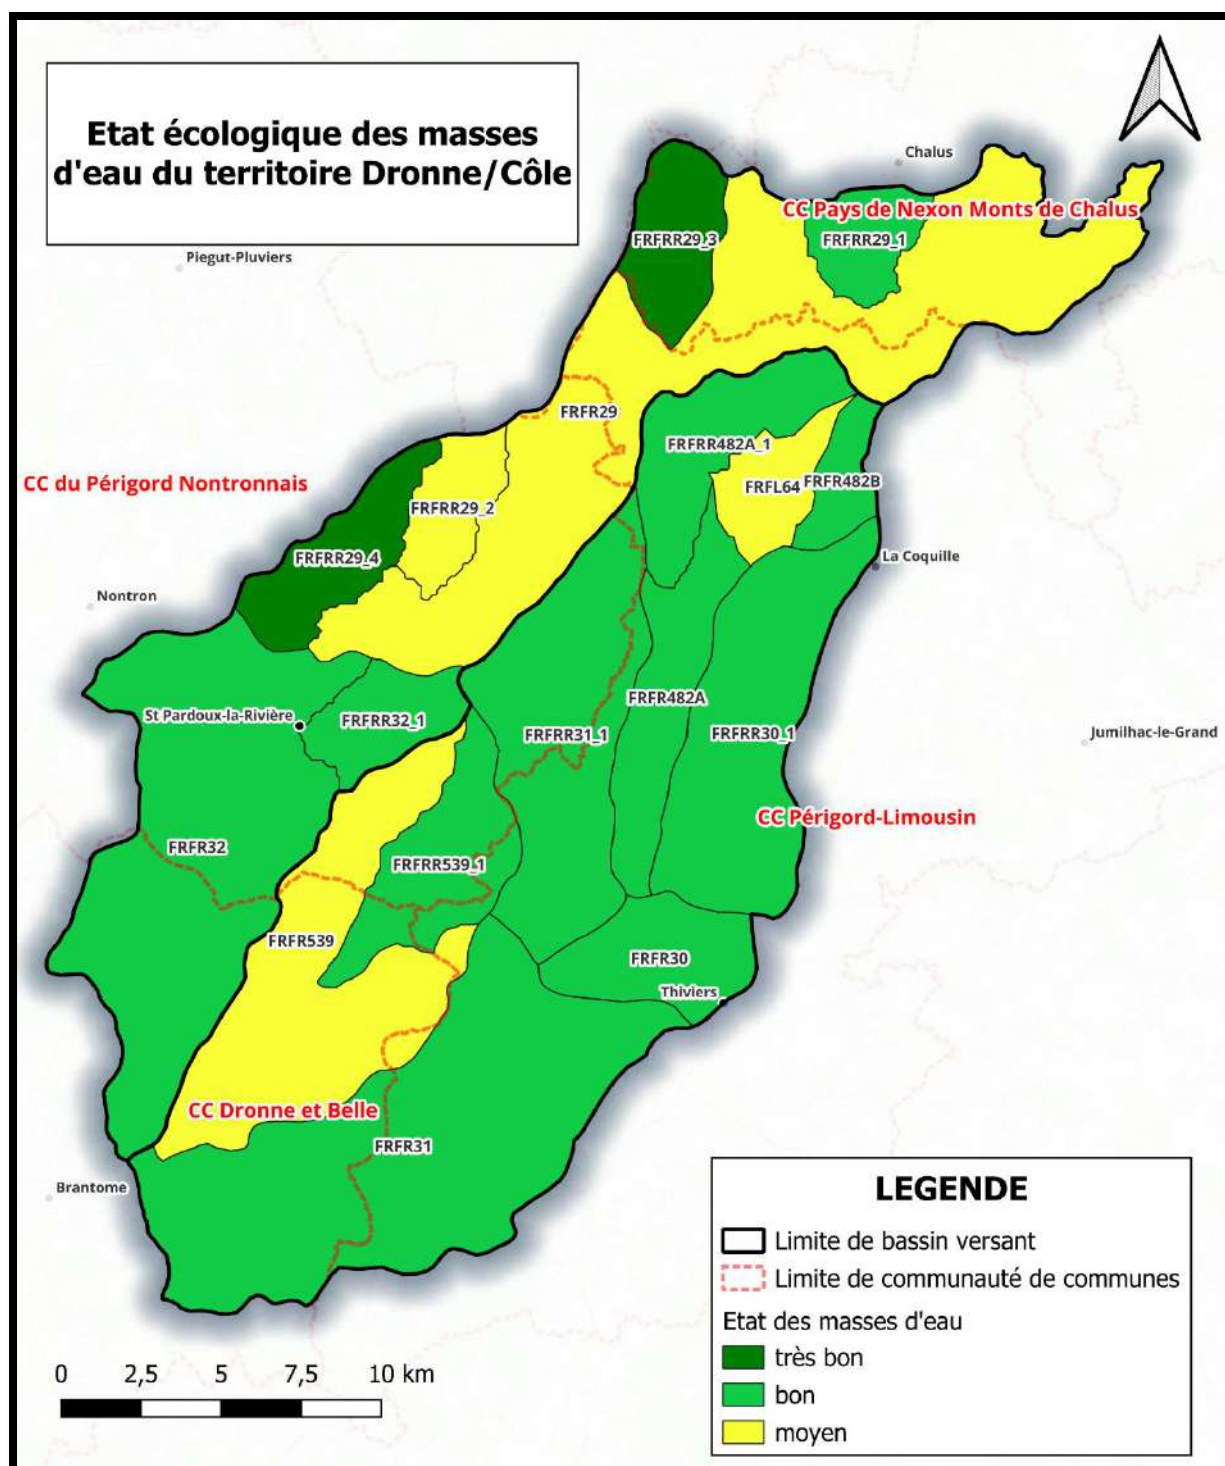 Etat écologique des masses
d'eau du territoire Dronne/Côle
Chalus
CC Pays de Nexon Monts de Chalus
FRFRR29_3
FRFRR29_1
Piegut-Pluviers
FRFR29
FRFRR482A_1
CC du Périgord Nontronnais
FRFL64
FRFR482B
FRFRR29_2
FRFRR29_4
La Coquille
Nontron
FRFR482A
St Pardoux-la-Rivière
FRFRR32_1
FRFRR31_1
FRFRR30_1
Jumilhac-le-Grand
CC Périgord-Limousin
FRFR32
FRFRR539_1
FRFR539
FRFR30
Thiviers
CC Dronne et Belle
FRFR31
Brantome
LEGENDE
Limite de bassin versant
Limite de communauté de communes
Etat des masses d'eau
très bon
bon
moyen
0 2,5 5 7,5 10 km